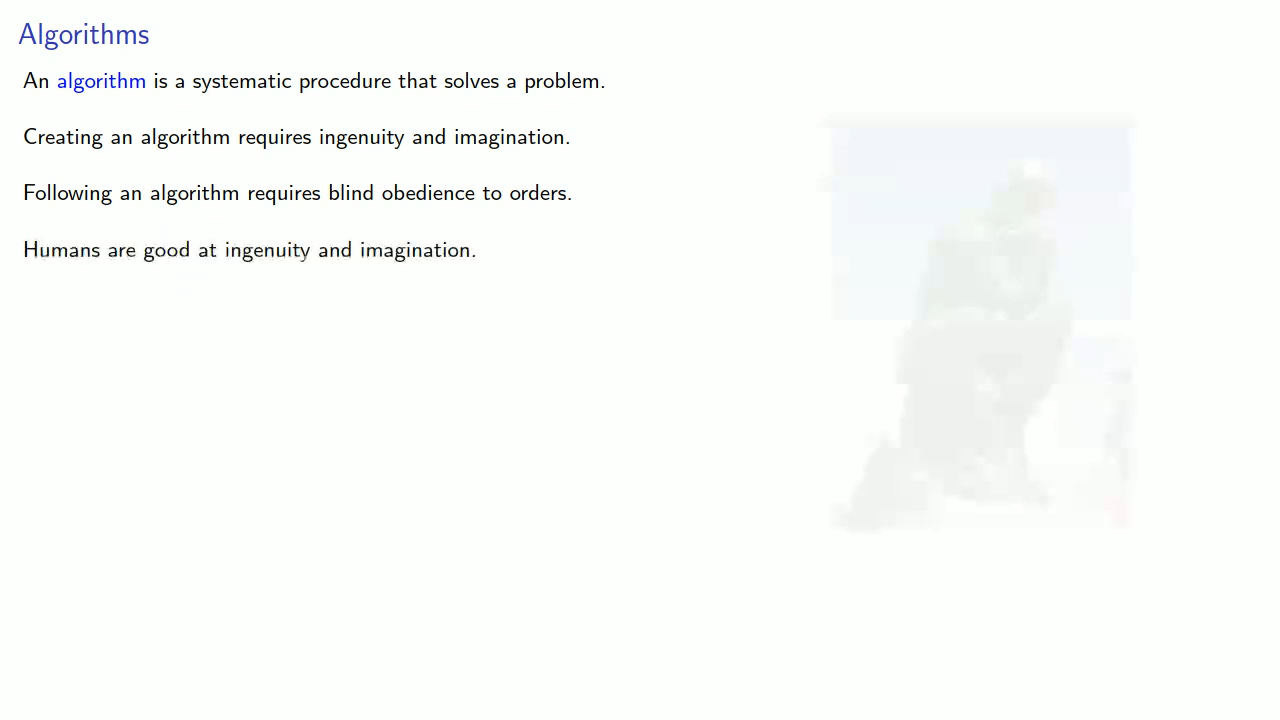 Algorithms
An algorithm is a systematic procedure that solves a problem.
Creating an algorithm requires ingenuity and imagination.
Following an algorithm requires blind obedience to orders.
Humans are good at ingenuity and imagination.